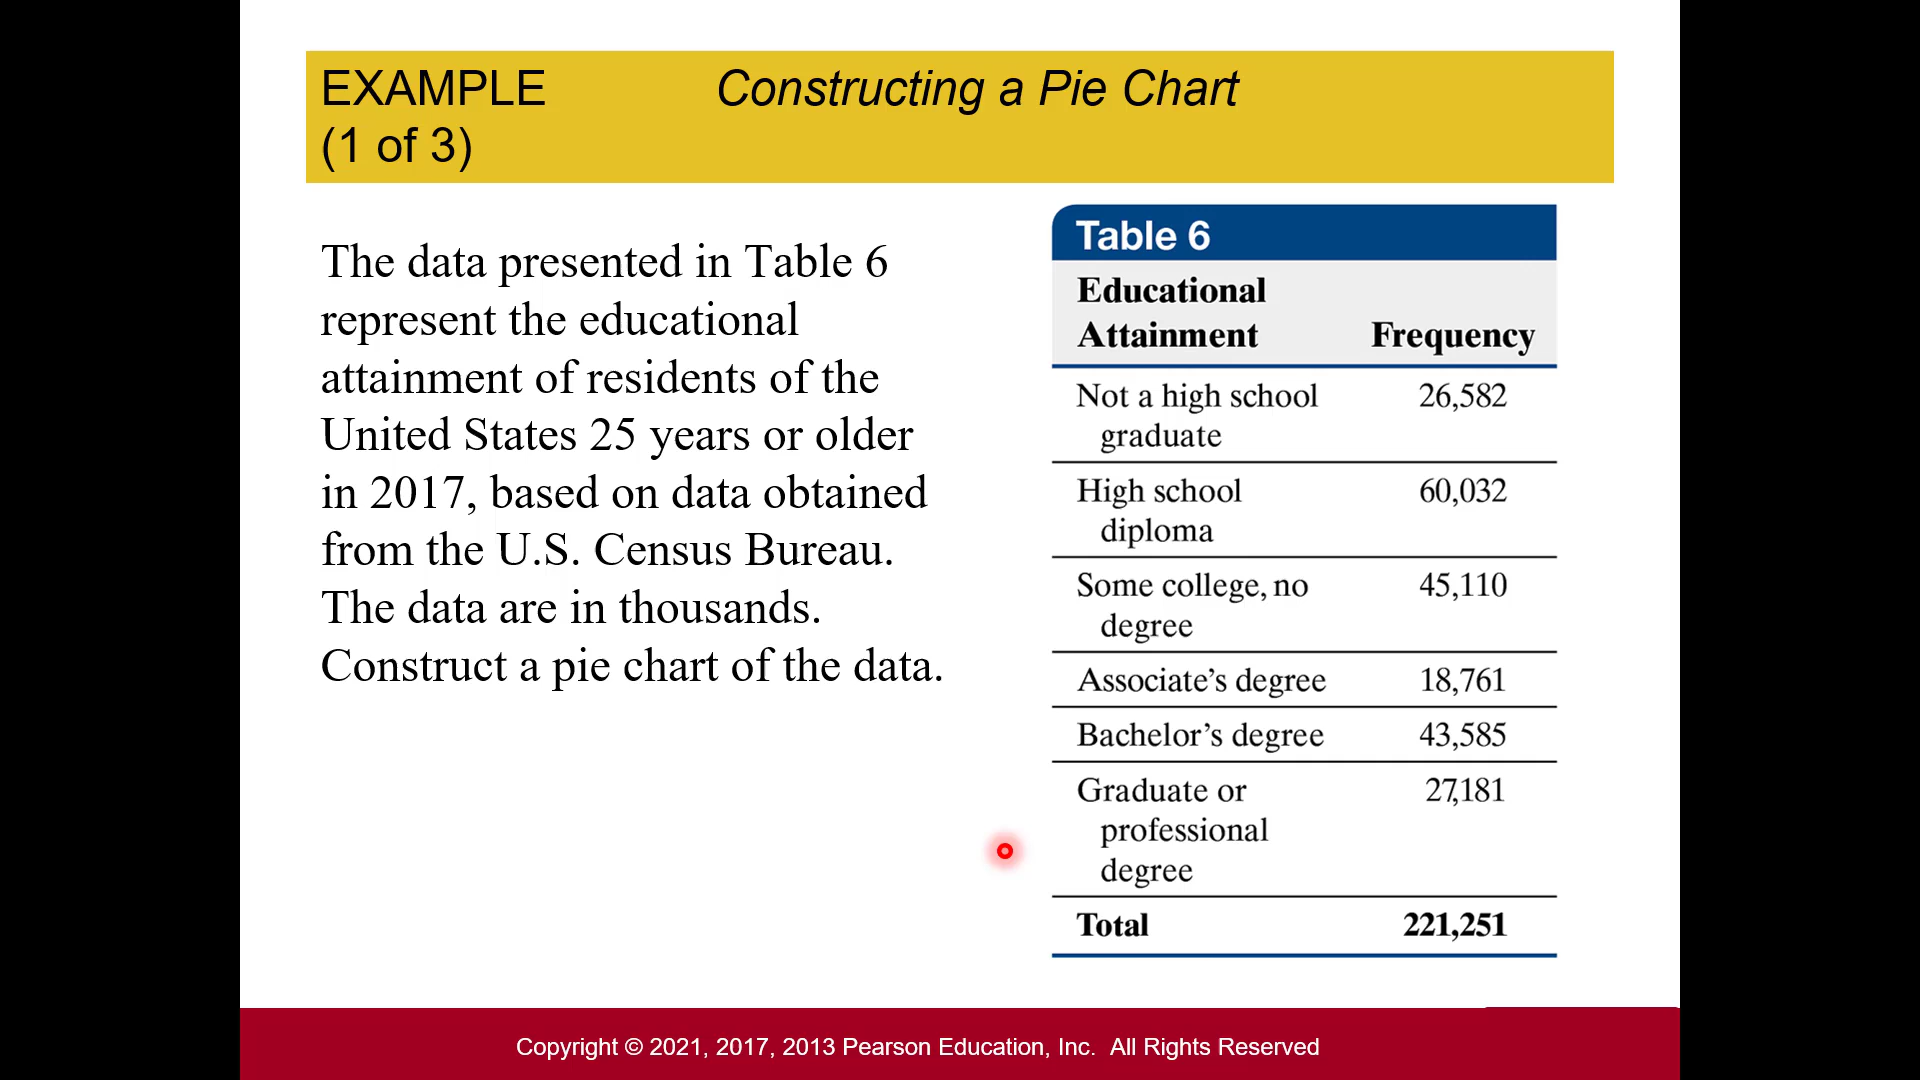 EXAMPLE Constructing a Pie Chart
(1 of 3)
The data presented in Table 6
represent the educational
attainment of residents of the
United States 25 years or older
in 2017, based on data obtained
from the U.S. Census Bureau.
The data are in thousands.
Construct a pie chart of the data.
Table 6
Educational
Attainment Frequency
Not a high school 26,582
graduate
High school 60,032
diploma
Some college, no 45,110
degree
Associate’s degree 18,761
Bachelor’s degree 43,585
Graduate or 27,181
professional
degree
Total 221,251
Copyright © 2021, 2017, 2013 Pearson Education, Inc. All Rights Reserved